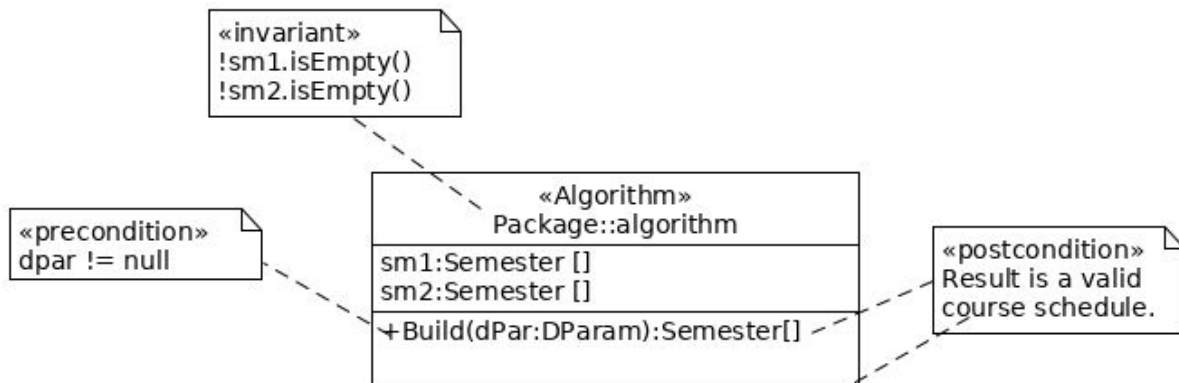 «invariant»
!sm1.isEmpty()
!sm2.isEmpty()
«Algorithm»
Package::algorithm
«precondition»
dpar != null
sm1:Semester []
sm2:Semester []
+Build(dPar:DParam):Semester[]
«postcondition»
Result is a valid
course schedule.